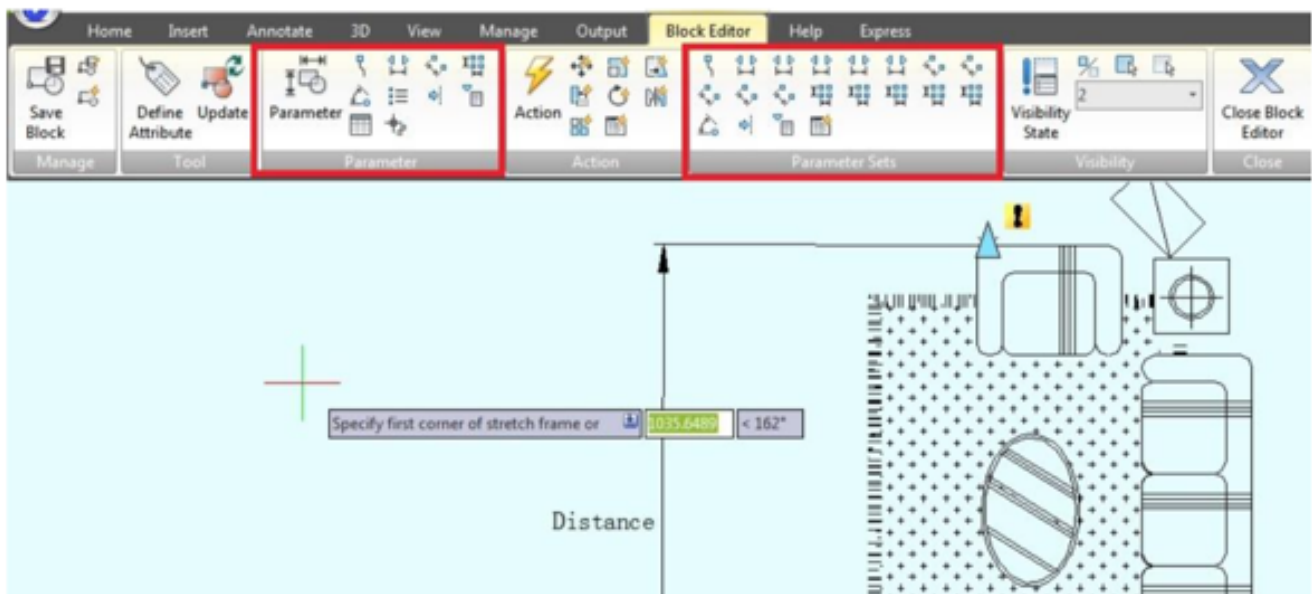 Home Insert Annotate 3D View Manage Output Block Editor Help Express
Save
Block
Define
Attribute
Update
Parameter
Action
2
Visibility
State
Close Block
Editor
Manage Tool Parameter Action Parameter Sets Visibility Close
Specify first corner of stretch frame or 1035.6489 < 162°
Distance